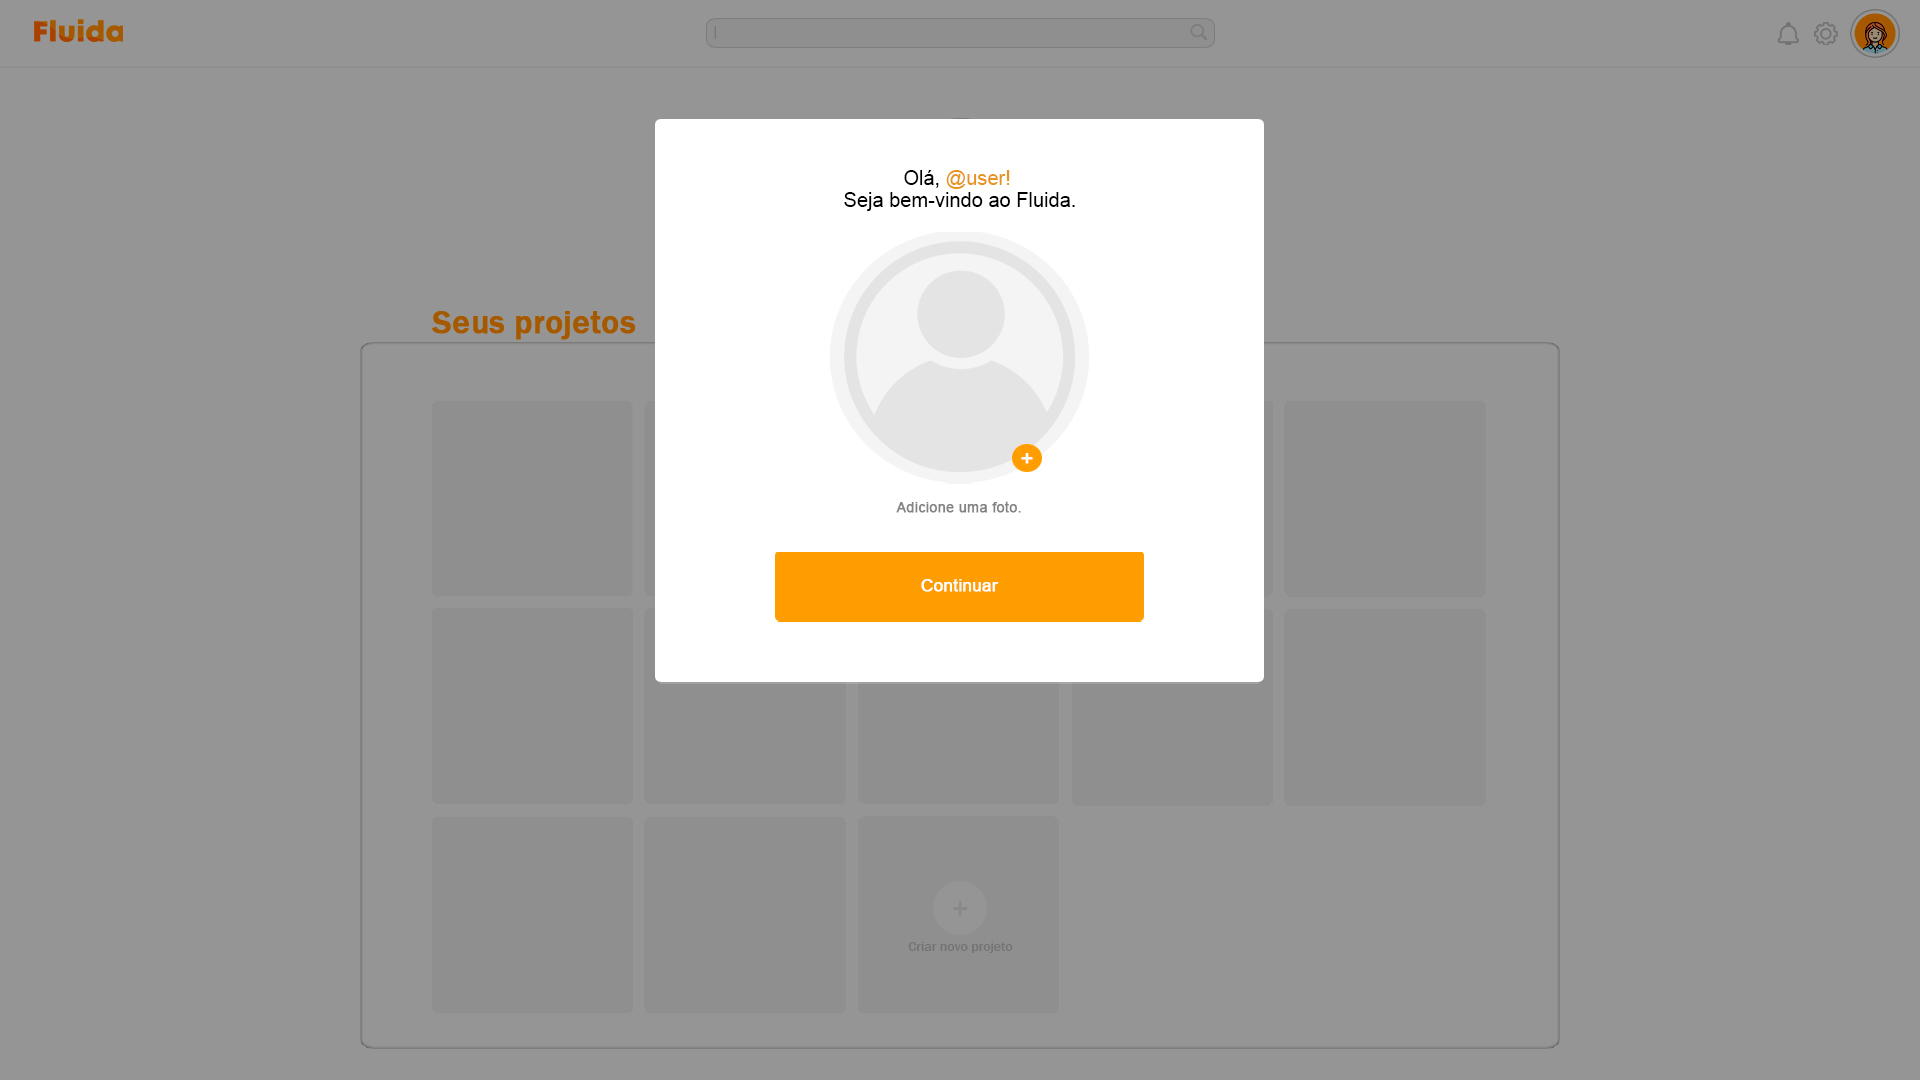 Fluida
Olá, @user!
Seja bem-vindo ao Fluida.
Seus projetos
Adicione uma foto.
Continuar
Criar novo projeto